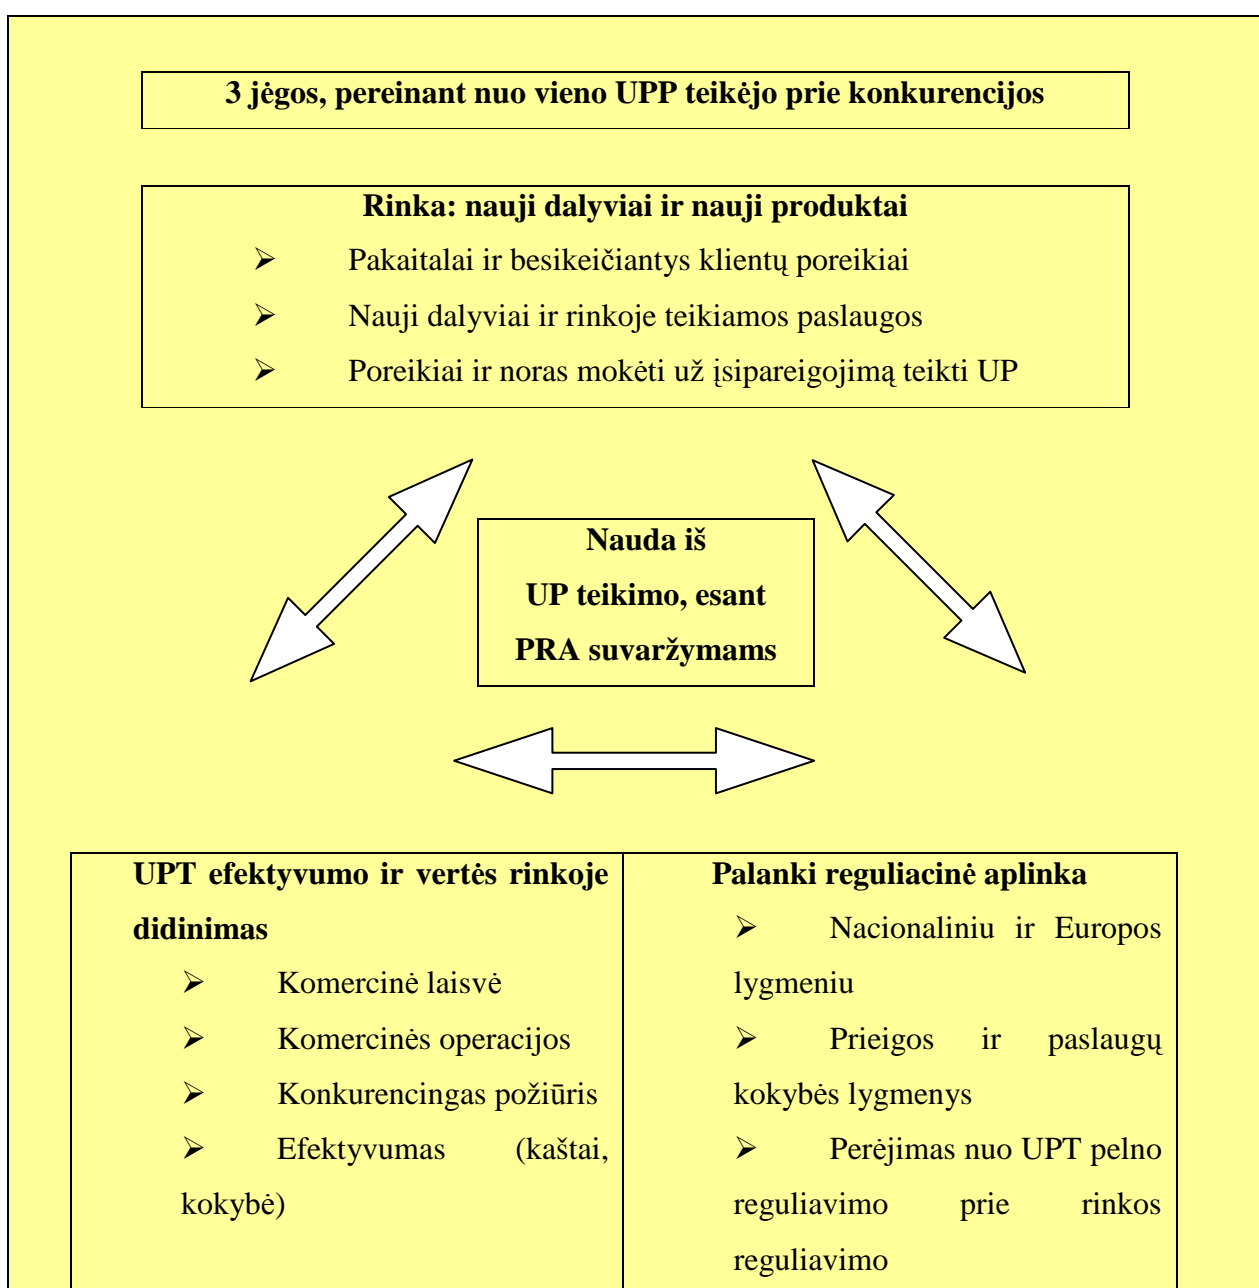 3 jėgos, pereinant nuo vieno UPP teikėjo prie konkurencijos
Rinka: nauji dalyviai ir nauji produktai
➢ Pakaitalai ir besikeičiantys klientų poreikiai
➢ Nauji dalyviai ir rinkoje teikiamos paslaugos
➢ Poreikiai ir noras mokėti už įsipareigojimą teikti UP
Nauda iš
UP teikimo, esant
PRA suvaržymams
UPT efektyvumo ir vertės rinkoje
didinimas
➢ Komercinė laisvė
➢ Komercinės operacijos
➢ Konkurencingas požiūris
➢ Efektyvumas (kaštai,
kokybė)
Palanki reguliacinė aplinka
➢ Nacionaliniu ir Europos
lygmeniu
➢ Prieigos ir paslaugų
kokybės lygmenys
➢ Perėjimas nuo UPT pelno
reguliavimo prie rinkos
reguliavimo